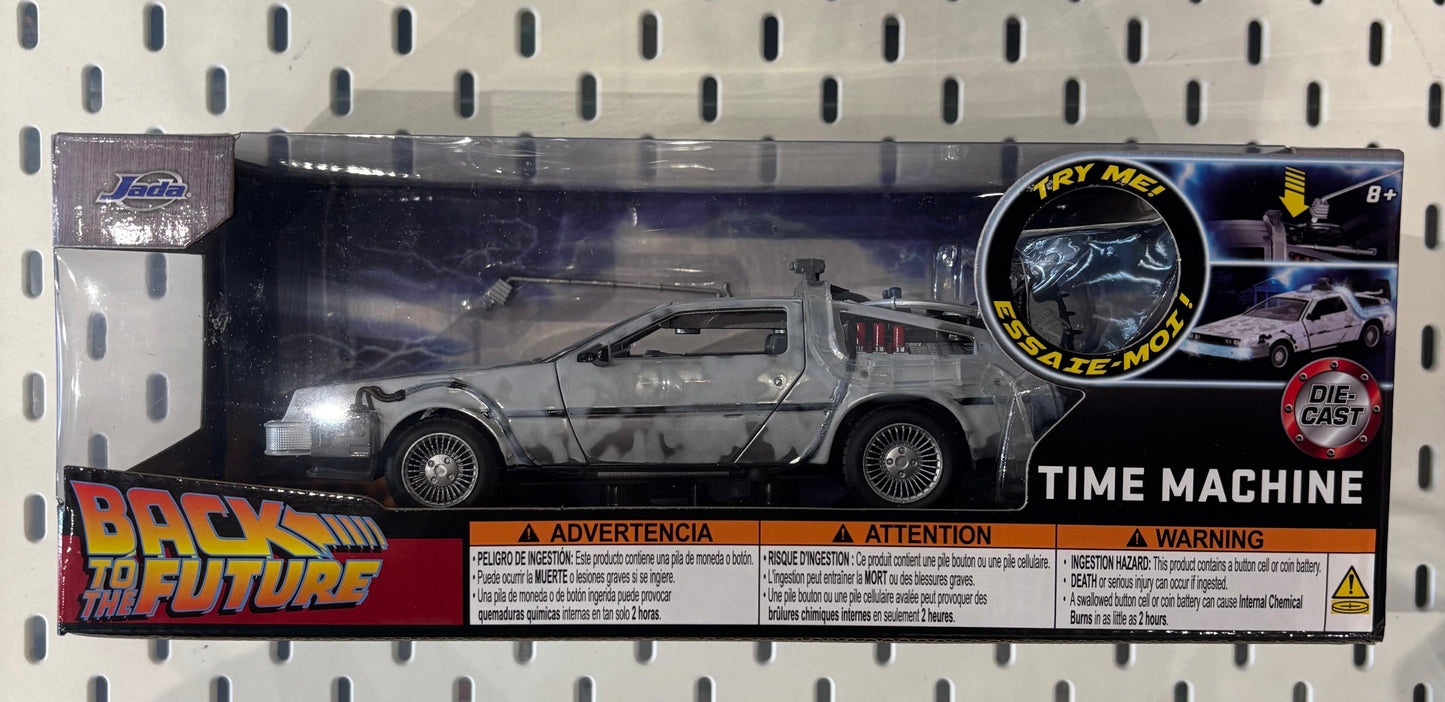 Jada
TRY ME!
ESSAIE-MOI!
8+
DIE-
CAST
TIME MACHINE
BACK
TO
THE FUTURE
ADVERTENCIA
• PELIGRO DE INGESTIÓN: Este producto contiene una pila de moneda o botón.
• Puede ocurrir la MUERTE o lesiones graves si se ingiere.
• Una pila de moneda o de botón ingerida puede provocar
quemaduras químicas internas en tan solo 2 horas.
ATTENTION
• RISQUE D'INGESTION : Ce produit contient une pile bouton ou une pile cellulaire.
• L'ingestion peut entraîner la MORT ou des blessures graves.
• Une pile bouton ou une pile cellulaire avalée peut provoquer des
brûlures chimiques internes en seulement 2 heures.
WARNING
• INGESTION HAZARD: This product contains a button cell or coin battery.
• DEATH or serious injury can occur if ingested.
• A swallowed button cell or coin battery can cause Internal Chemical
Burns in as little as 2 hours.